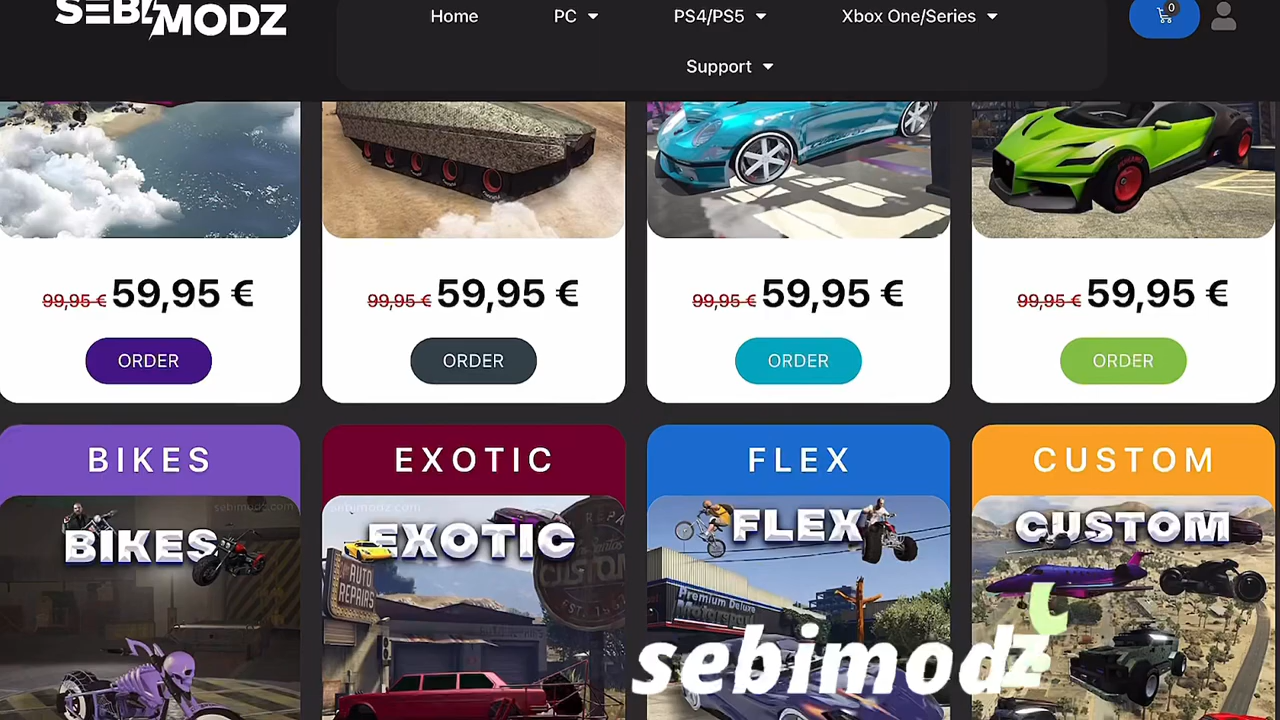 SEBI
MODZ
Home
PC
PS4/PS5
Xbox One/Series
0
Support
99,95 € 59,95 €
99,95 € 59,95 €
99,95 € 59,95 €
99,95 € 59,95 €
ORDER
ORDER
ORDER
ORDER
BIKES
EXOTIC
FLEX
CUSTOM
sebimodz.com
BIKES
EXOTIC
FLEX
CUSTOM
AUTO
REPAIRS
Premium Deluxe
Motorsport
sebimodz